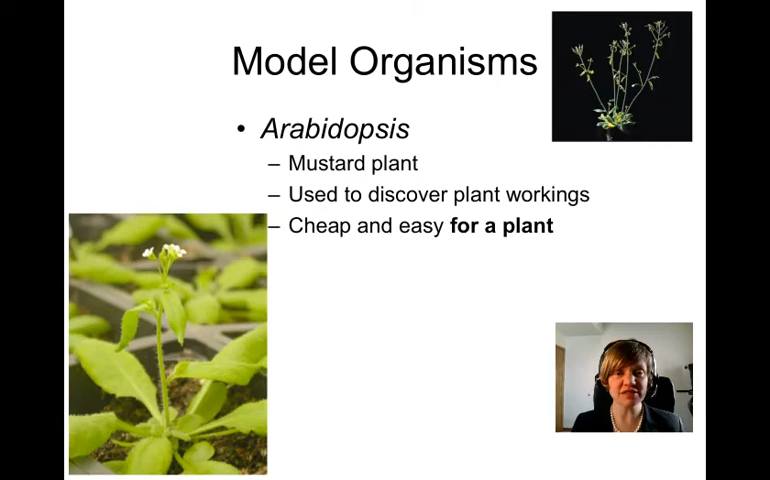 Model Organisms
• Arabidopsis
– Mustard plant
– Used to discover plant workings
– Cheap and easy for a plant